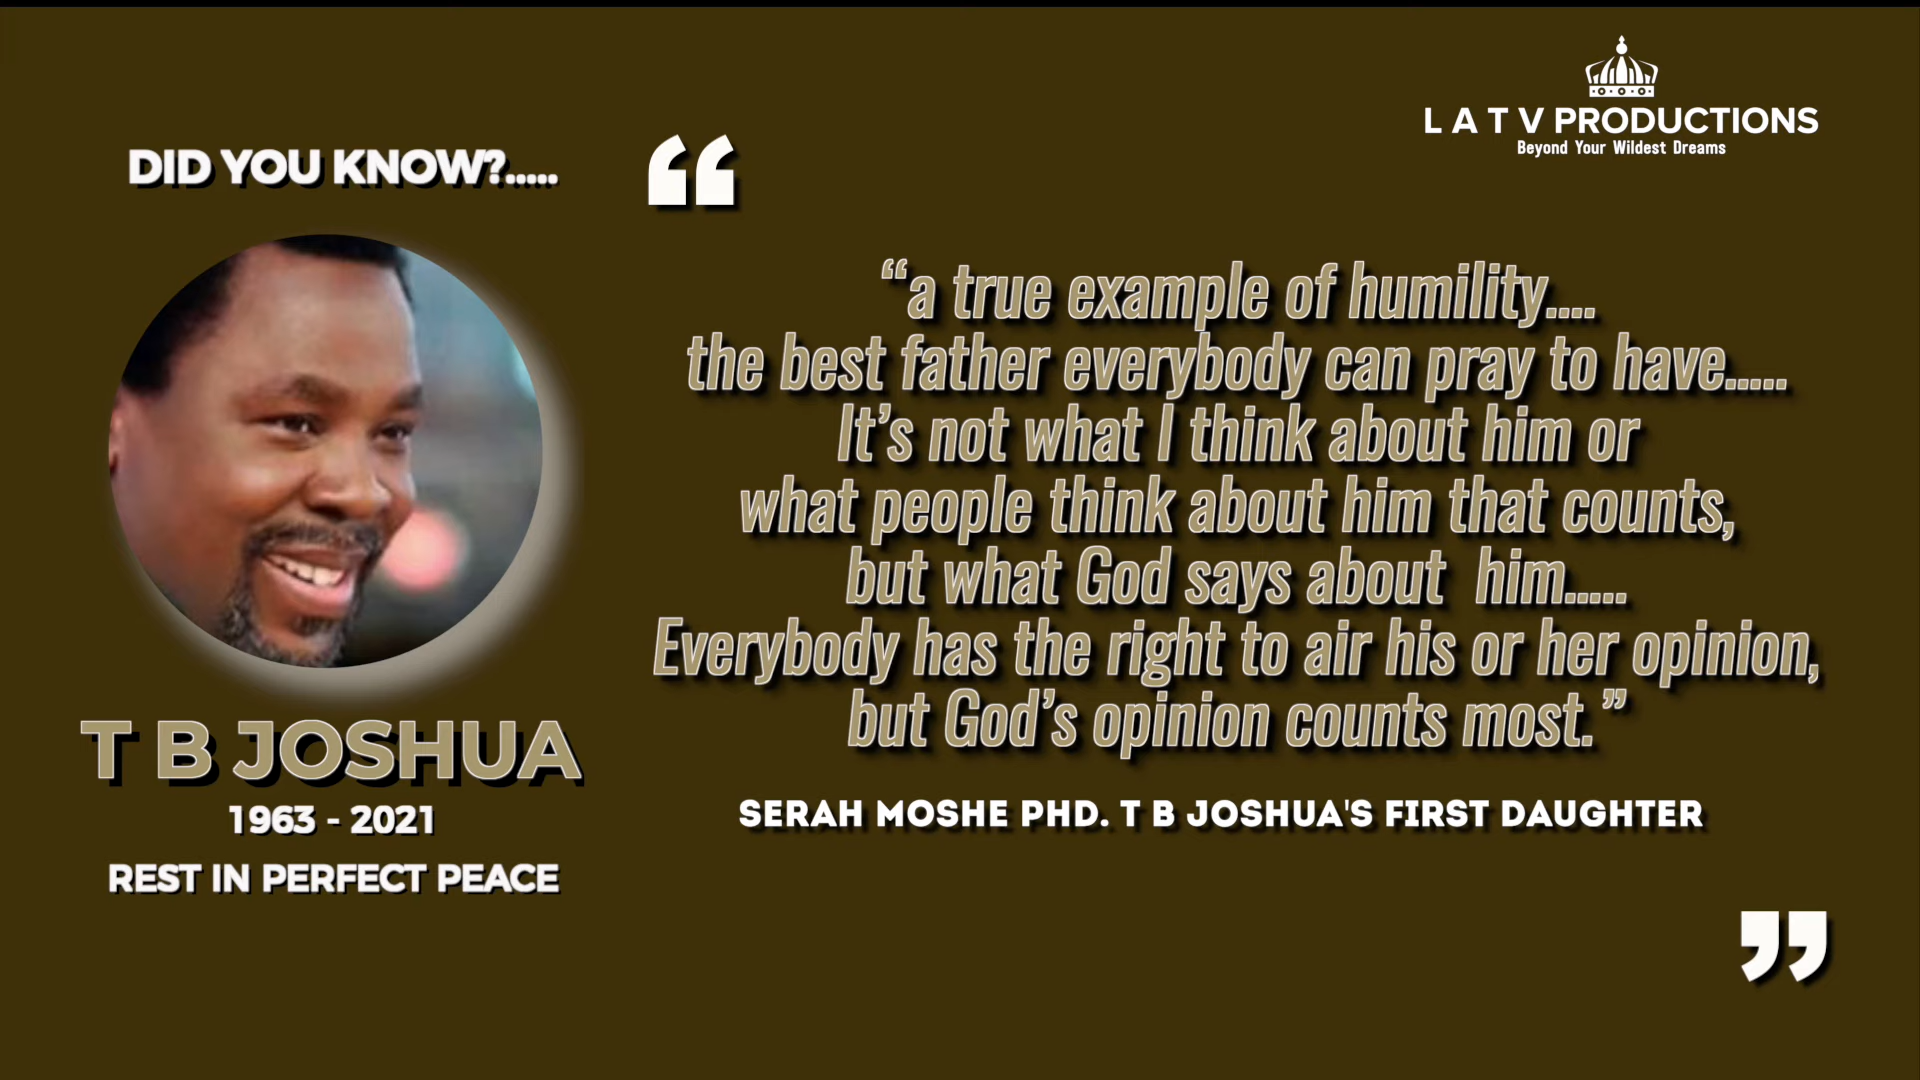 L A T V PRODUCTIONS
Beyond Your Wildest Dreams
DID YOU KNOW?.....
“
“a true example of humility....
the best father everybody can pray to have.....
It’s not what I think about him or
what people think about him that counts,
but what God says about him.....
Everybody has the right to air his or her opinion,
but God’s opinion counts most.”
SERAH MOSHE PHD. T B JOSHUA'S FIRST DAUGHTER
”
T B JOSHUA
1963 - 2021
REST IN PERFECT PEACE